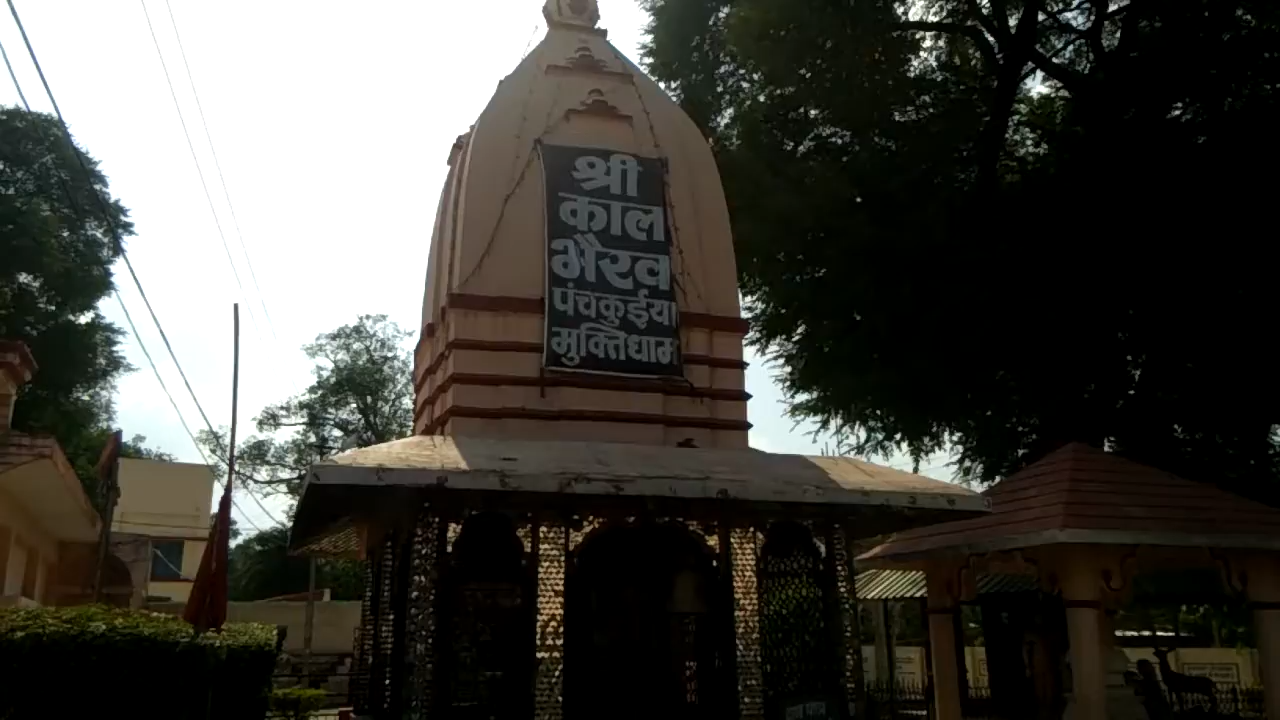 श्री
काल
भैरव
पंचकुईया
मुक्तिधाम